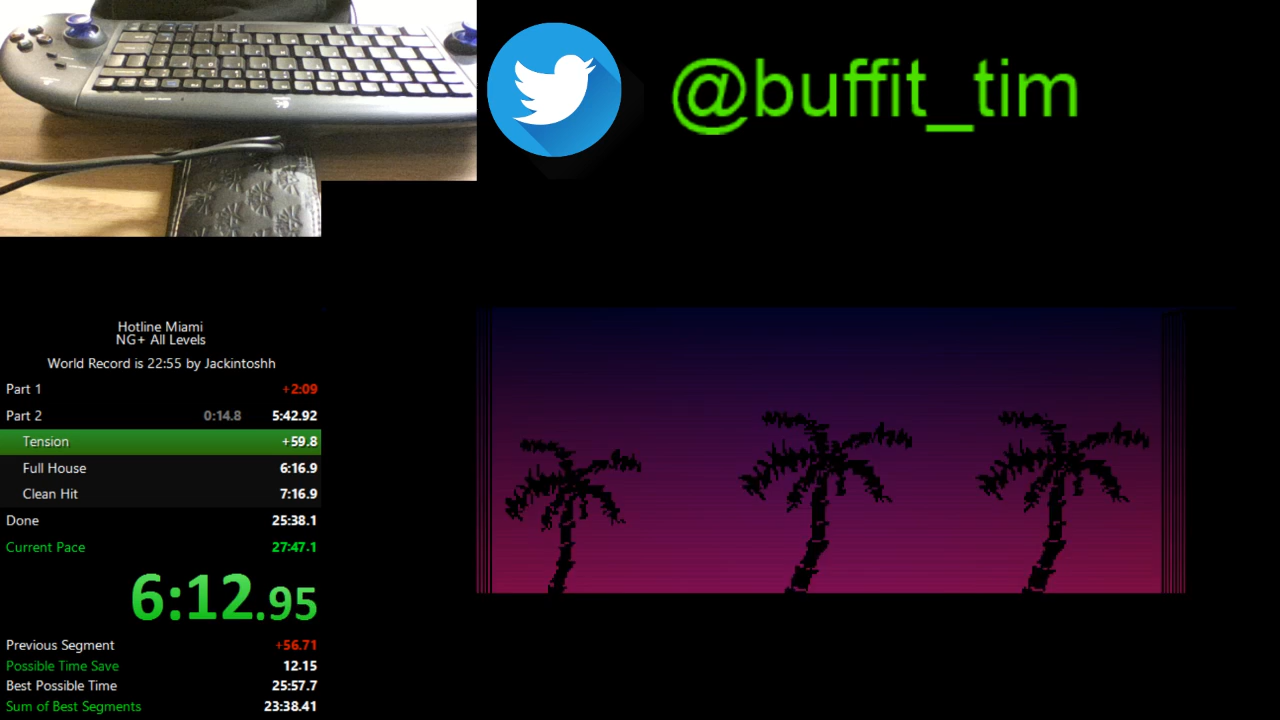 @buffit_tim
Hotline Miami
NG+ All Levels
World Record is 22:55 by Jackintoshh
Part 1 +2:09
Part 2 0:14.8 5:42.92
Tension +59.8
Full House 6:16.9
Clean Hit 7:16.9
Done 25:38.1
Current Pace 27:47.1
6:12.95
Previous Segment +56.71
Possible Time Save 12.15
Best Possible Time 25:57.7
Sum of Best Segments 23:38.41